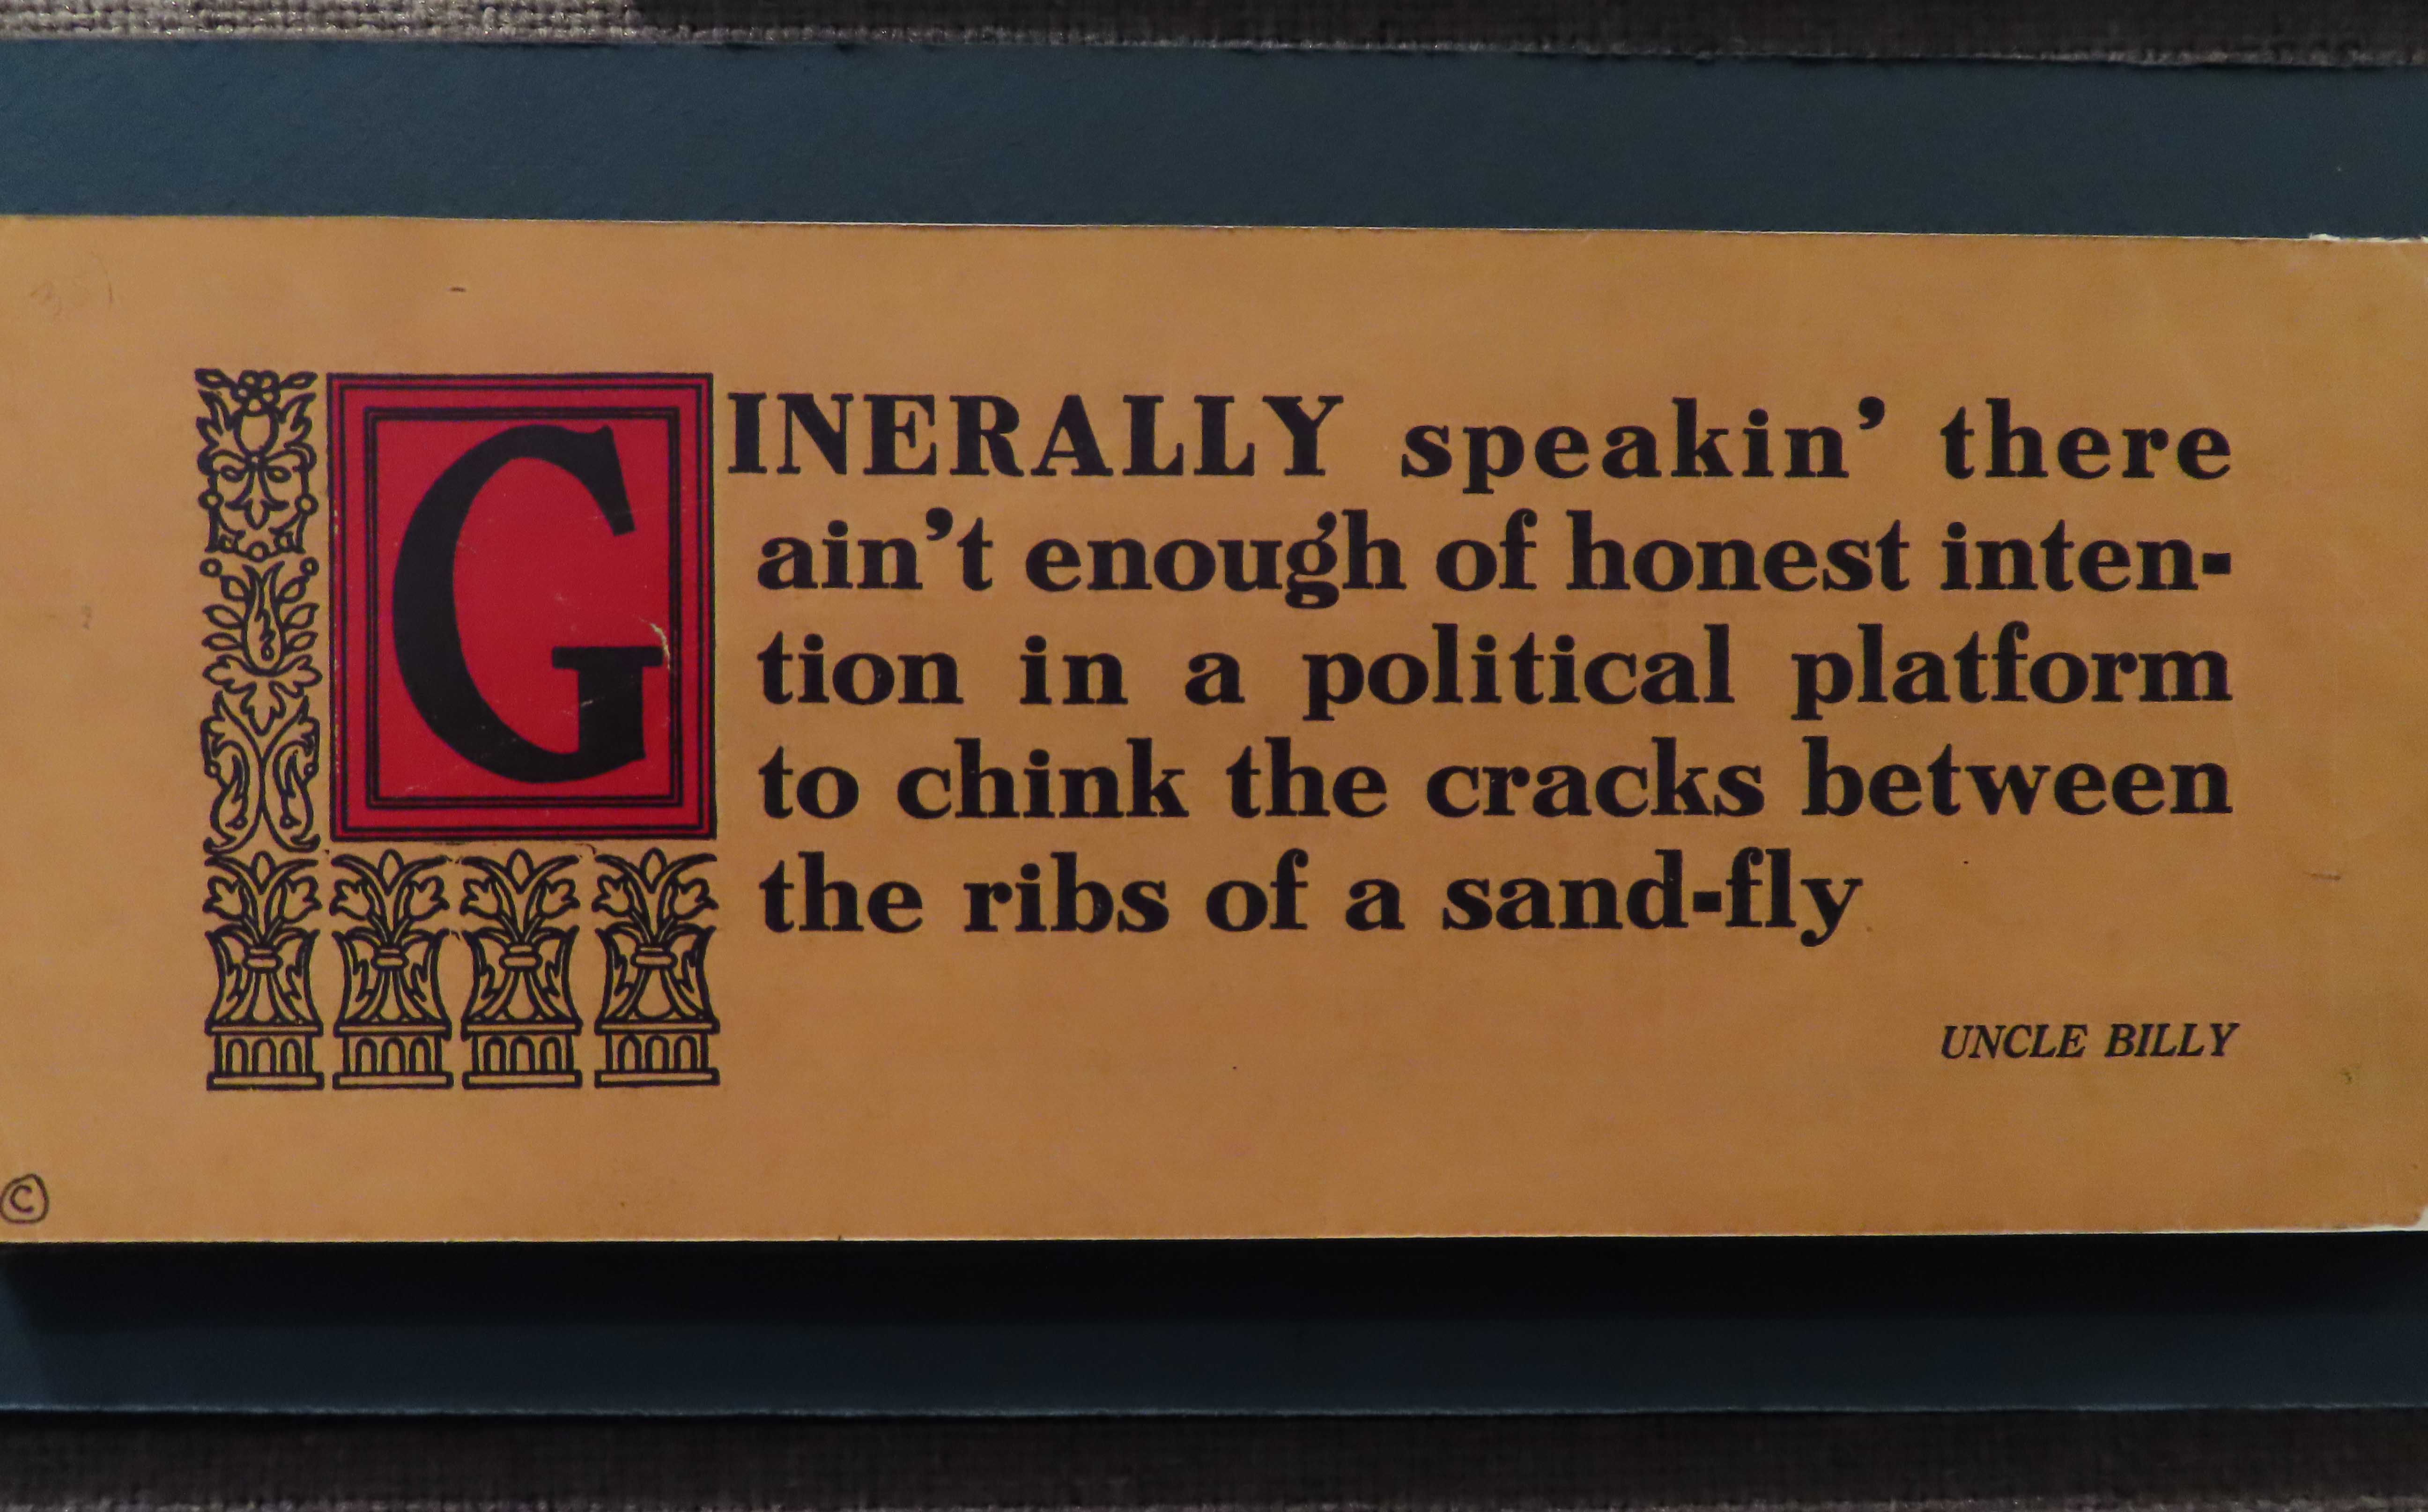 GINERALLY speakin’ there
ain’t enough of honest inten-
tion in a political platform
to chink the cracks between
the ribs of a sand-fly
UNCLE BILLY
©